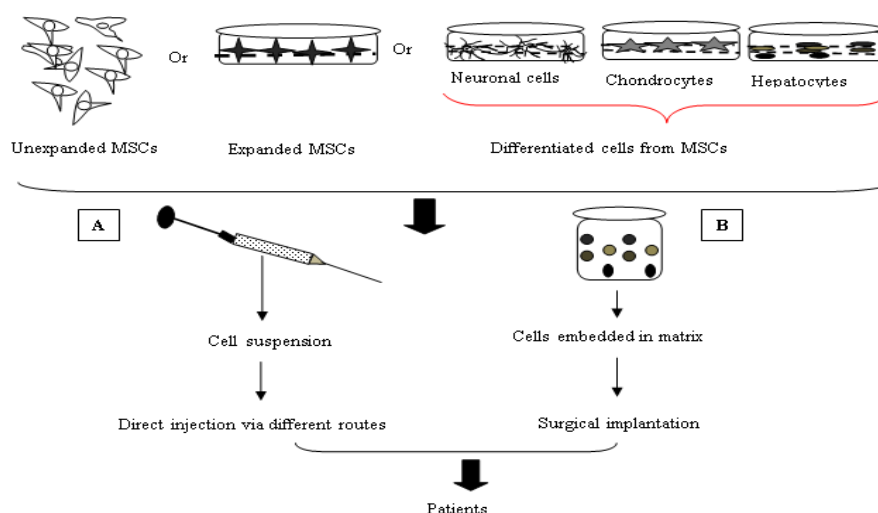 Or
Or
Neuronal cells
Chondrocytes
Hepatocytes
Unexpanded MSCs
Expanded MSCs
Differentiated cells from MSCs
A
B
Cell suspension
Cells embedded in matrix
Direct injection via different routes
Surgical implantation
Patients